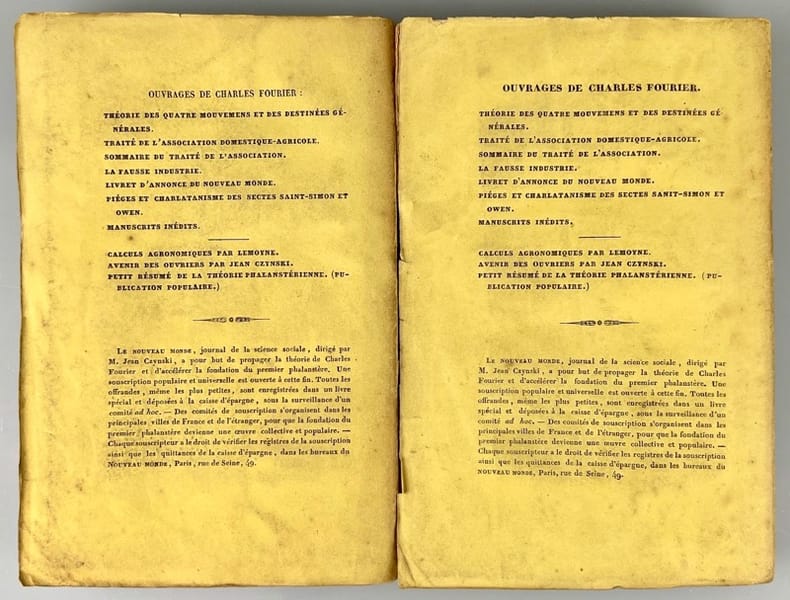 OUVRAGES DE CHARLES FOURIER :
THÉORIE DES QUATRE MOUVEMENS ET DES DESTINÉES GÉ-
NÉRALES.
TRAITÉ DE L'ASSOCIATION DOMESTIQUE-AGRICOLE.
SOMMAIRE DU TRAITÉ DE L'ASSOCIATION.
LA FAUSSE INDUSTRIE.
LIVRET D'ANNONCE DU NOUVEAU MONDE.
PIÉGES ET CHARLATANISME DES SECTES SAINT-SIMON ET
OWEN.
MANUSCRITS INÉDITS.
CALCULS AGRONOMIQUES PAR LEMOYNE.
AVENIR DES OUVRIERS PAR JEAN CZYNSKI.
PETIT RÉSUMÉ DE LA THÉORIE PHALANSTÉRIENNE. (PU-
BLICATION POPULAIRE.)
LE NOUVEAU MONDE, journal de la science sociale, dirigé par
M. Jean Czynski, a pour but de propager la théorie de Charles
Fourier et d'accélérer la fondation du premier phalanstère. Une
souscription populaire et universelle est ouverte à cette fin. Toutes les
offrandes, même les plus petites, sont enregistrées dans un livre
spécial et déposées à la caisse d'épargne, sous la surveillance d'un
comité ad hoc. — Des comités de souscription s'organisent dans les
principales villes de France et de l'étranger, pour que la fondation du
premier phalanstère devienne une œuvre collective et populaire. —
Chaque souscripteur a le droit de vérifier les registres de la souscription
ainsi que les quittances de la caisse d'épargne, dans les bureaux du
NOUVEAU MONDE, Paris, rue de Seine, 49.
OUVRAGES DE CHARLES FOURIER.
THÉORIE DES QUATRE MOUVEMENS ET DES DESTINÉES GÉ
NÉRALES.
TRAITÉ DE L'ASSOCIATION DOMESTIQUE-AGRICOLE.
SOMMAIRE DU TRAITÉ DE L'ASSOCIATION.
LA FAUSSE INDUSTRIE.
LIVRET D'ANNONCE DU NOUVEAU MONDE.
PIÉGES ET CHARLATANISME DES SECTES SANIT-SIMON ET
OWEN.
MANUSCRITS INÉDITS.
CALCULS AGRONOMIQUES PAR LEMOYNE.
AVENIR DES OUVRIERS PAR JEAN CZYNSKI.
PETIT RÉSUMÉ DE LA THÉORIE PHALANSTÉRIENNE. (PU-
BLICATION POPULAIRE.)
LE NOUVEAU MONDE, journal de la science sociale, dirigé par
M. Jean Czynski, a pour but de propager la théorie de Charles
Fourier et d'accélérer la fondation du premier phalanstère. Une
souscription populaire et universelle est ouverte à cette fin. Toutes les
offrandes, même les plus petites, sont enregistrées dans un livre
spécial et déposées à la caisse d'épargne, sous la surveillance d'un
comité ad hoc. — Des comités de souscription s'organisent dans les
principales villes de France et de l'étranger, pour que la fondation du
premier phalanstère devienne une œuvre collective et populaire. —
Chaque souscripteur a le droit de vérifier les registres de la souscription
ainsi que les quittances de la caisse d'épargne, dans les bureaux du
NOUVEAU MONDE, Paris, rue de Seine, 49.